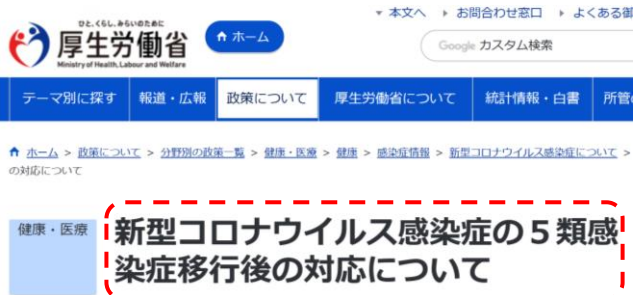 本文へ お問合わせ窓口 よくある御
ひと、くらし、みらいのために
厚生労働省
Ministry of Health, Labour and Welfare
ホーム
Google カスタム検索
テーマ別に探す 報道・広報 政策について 厚生労働省について 統計情報・白書 所管の
ホーム > 政策について > 分野別の政策一覧 > 健康・医療 > 健康 > 感染症情報 > 新型コロナウイルス感染症について >
の対応について
健康・医療
新型コロナウイルス感染症の5類感
染症移行後の対応について